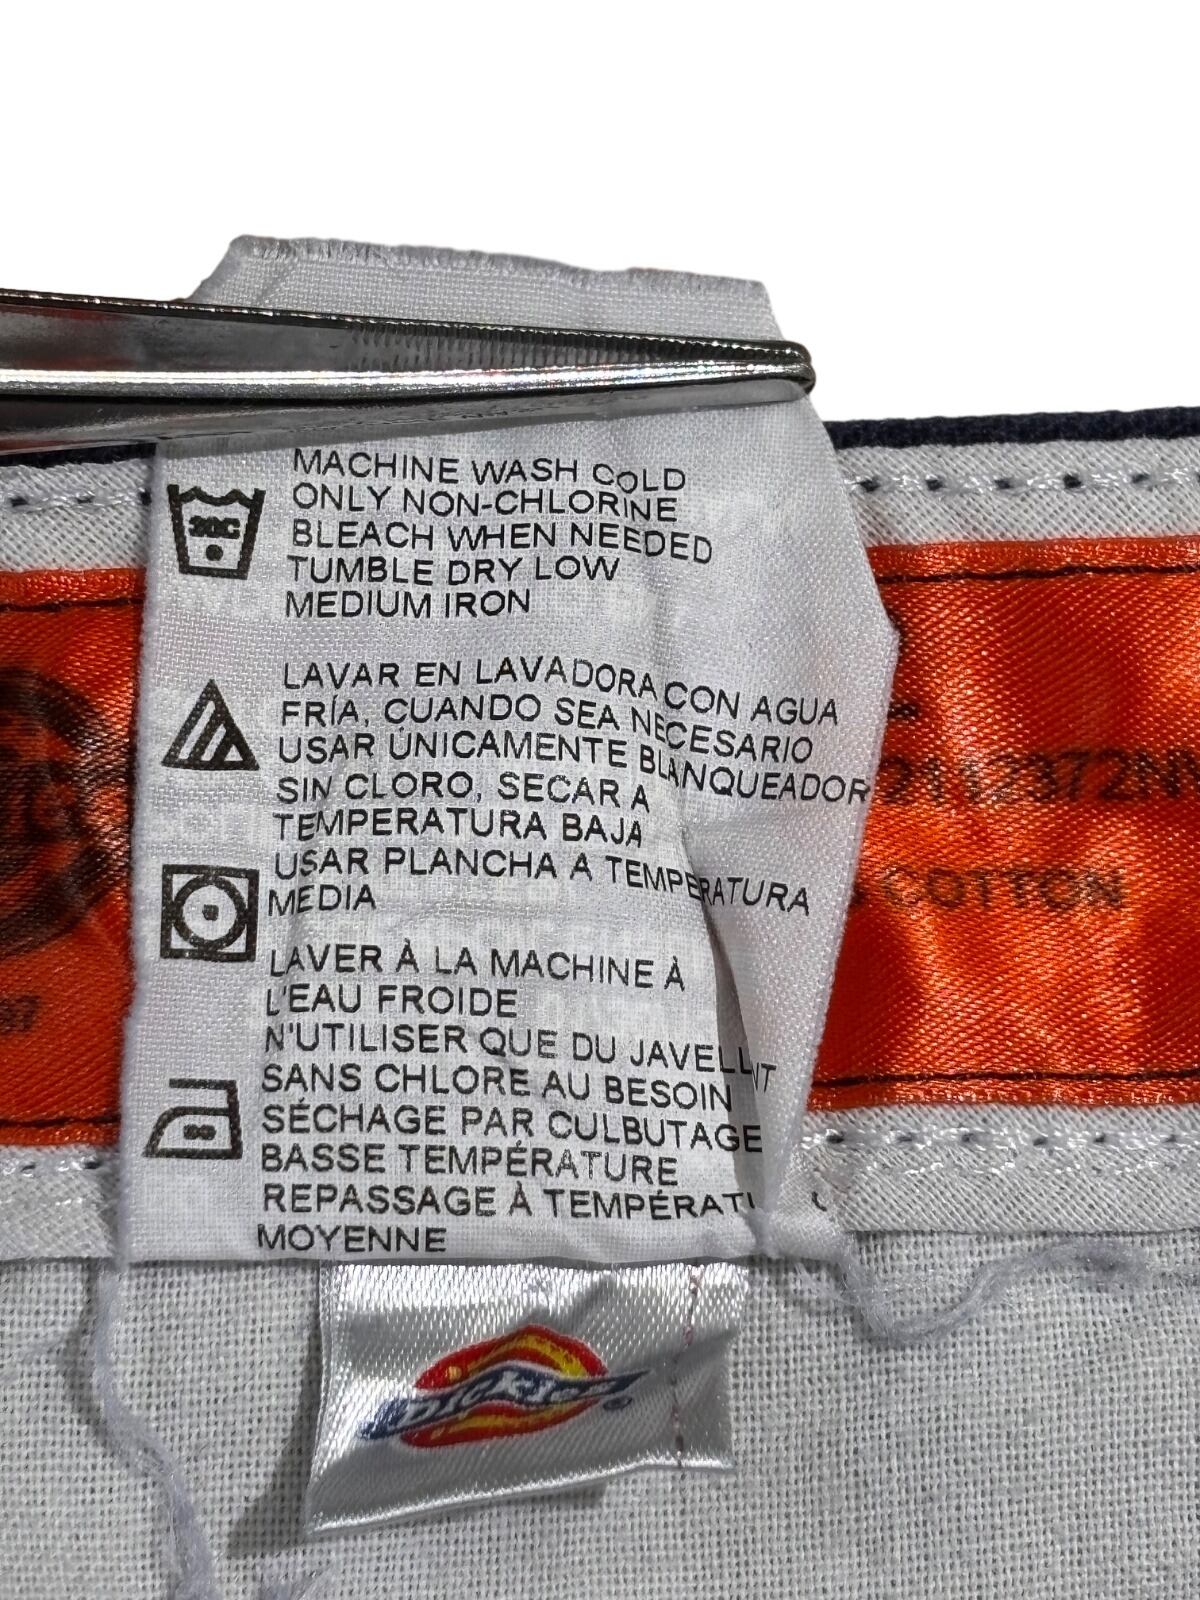 MACHINE WASH COLD
ONLY NON-CHLORINE
BLEACH WHEN NEEDED
TUMBLE DRY LOW
MEDIUM IRON
30C
LAVAR EN LAVADORA CON AGUA
FRÍA, CUANDO SEA NECESARIO
USAR ÚNICAMENTE BLANQUEADOR
SIN CLORO, SECAR A
TEMPERATURA BAJA
USAR PLANCHA A TEMPERATURA
MEDIA
LAVER À LA MACHINE À
L'EAU FROIDE
N'UTILISER QUE DU JAVELL NT
SANS CHLORE AU BESOIN
SÉCHAGE PAR CULBUTAGE
BASSE TEMPÉRATURE
REPASSAGE À TEMPÉRATU
MOYENNE
COTTON
Dickies